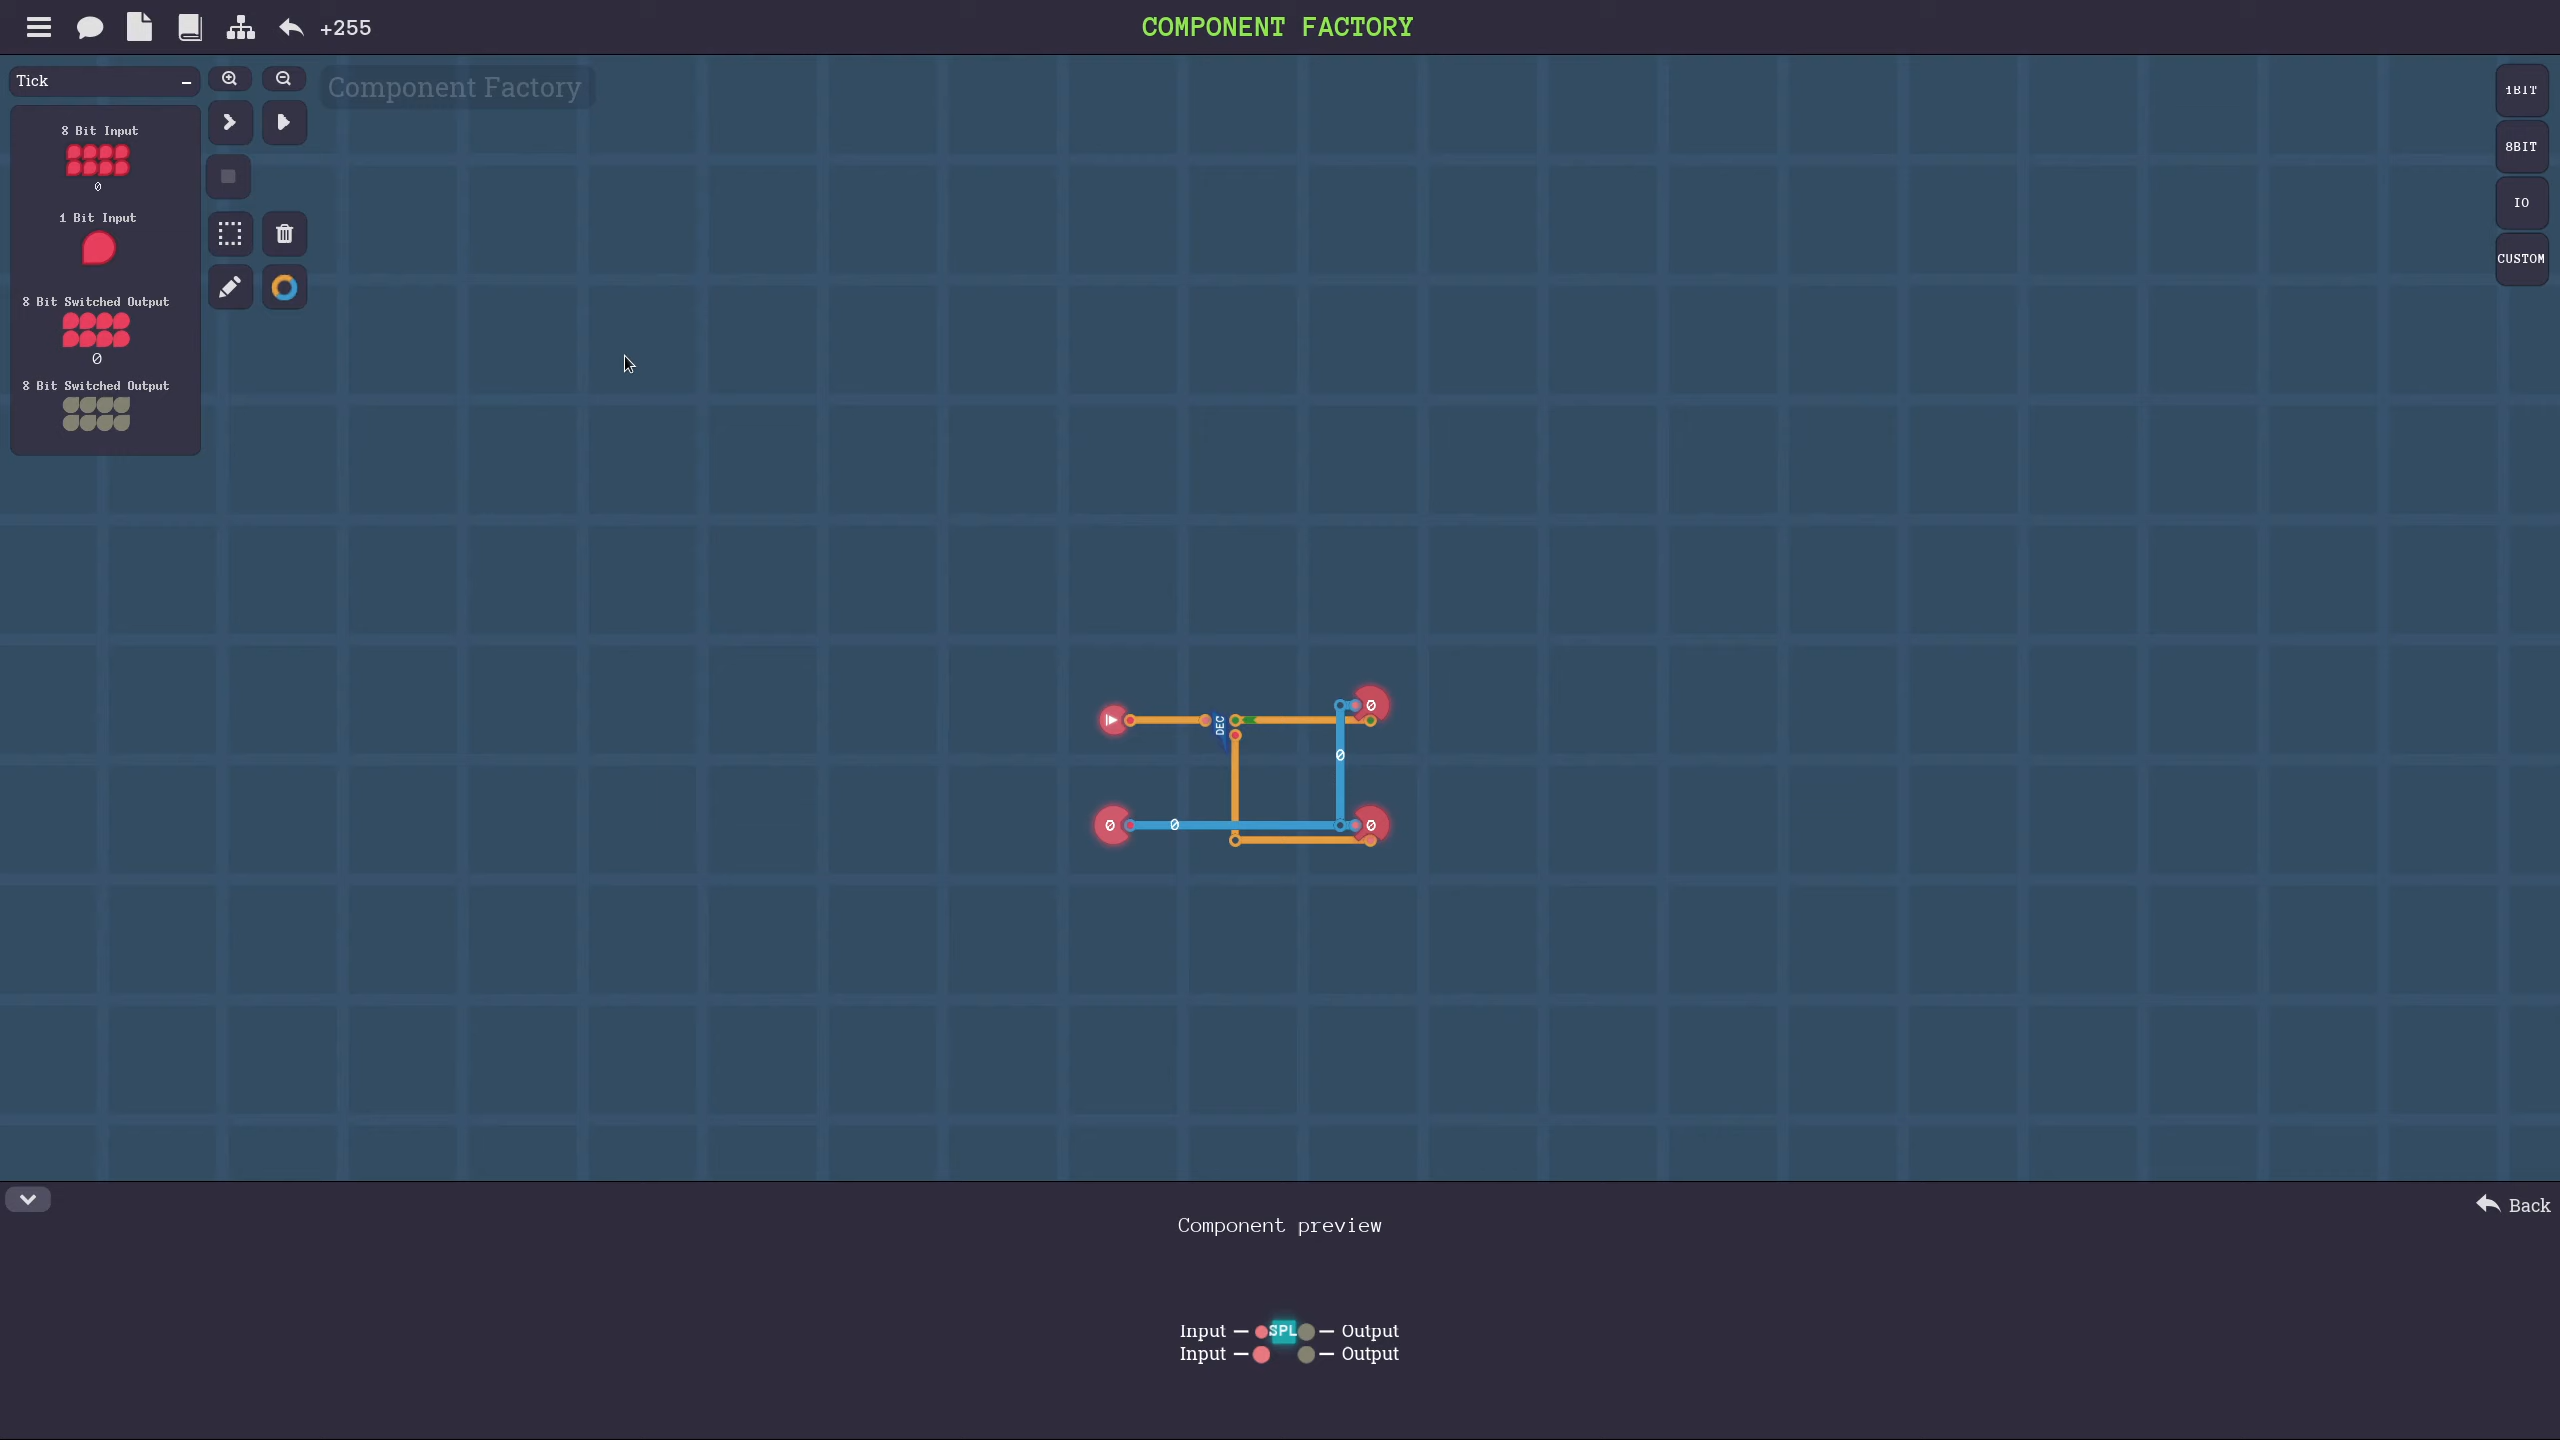 +255
COMPONENT FACTORY
Tick
Component Factory
1BIT
8 Bit Input
0
8BIT
1 Bit Input
IO
CUSTOM
8 Bit Switched Output
0
8 Bit Switched Output
0
DEC
0
0
0
0
Back
Component preview
Input
SPL
Output
Input
Output